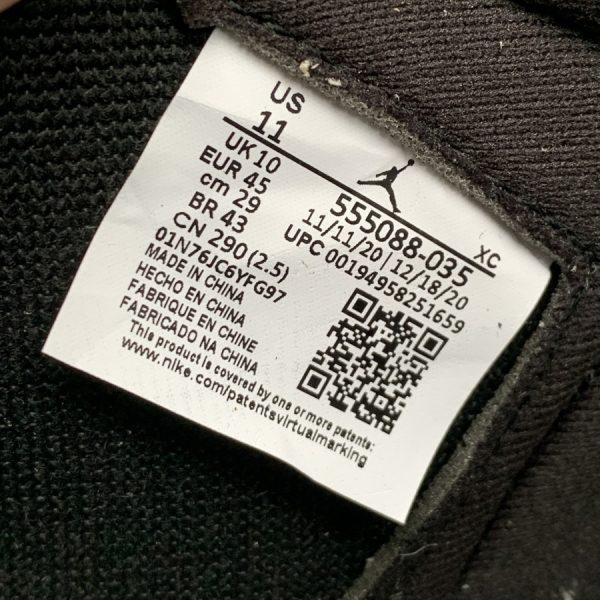 US
11
UK 10
EUR 45
cm 29
BR 43
CN 290 (2.5)
01N76JC6YFG97
MADE IN CHINA
HECHO EN CHINA
FABRIQUE EN CHINE
FABRICADO NA CHINA
This product is covered by one or more patents:
www.nike.com/patentsvirtualmarking
555088-035
XC
11/11/20 | 12/18/20
UPC 00194958251659